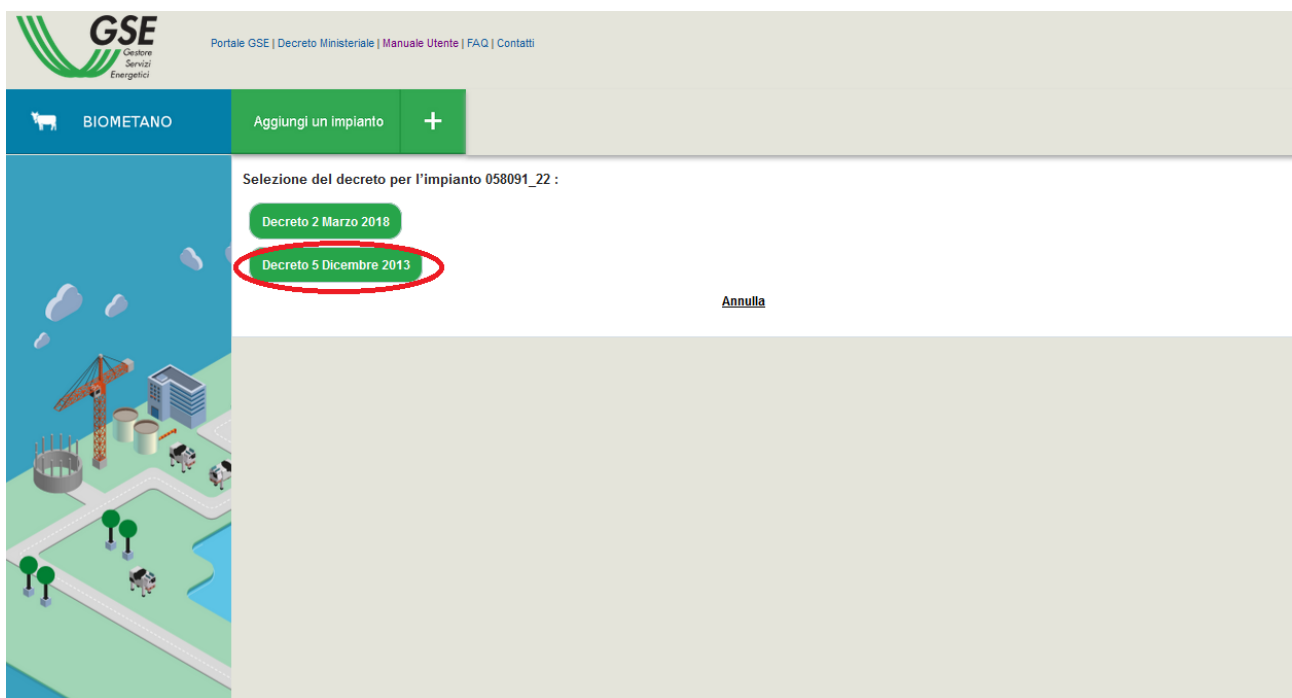 GSE
Gestore
Servizi
Energetici
Portale GSE | Decreto Ministeriale | Manuale Utente | FAQ | Contatti
BIOMETANO
Aggiungi un impianto +
Selezione del decreto per l'impianto 058091_22 :
Decreto 2 Marzo 2018
Decreto 5 Dicembre 2013
Annulla